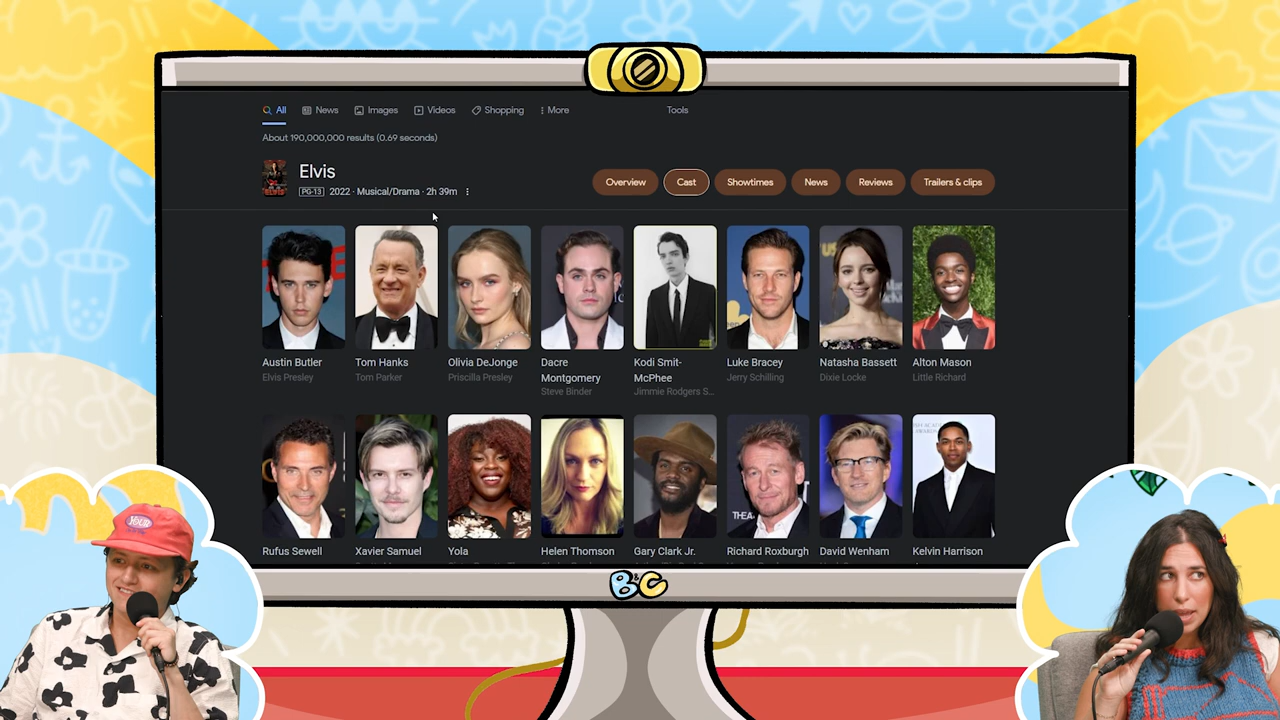 All News Images Videos Shopping More Tools
About 190,000,000 results (0.69 seconds)
Elvis
PG-13 2022 · Musical/Drama · 2h 39m
Overview Cast Showtimes News Reviews Trailers & clips
Austin Butler Tom Hanks Olivia DeJonge Dacre Montgomery Kodi Smit-McPhee Luke Bracey Natasha Bassett Alton Mason
Elvis Presley Tom Parker Priscilla Presley Steve Binder Jimmie Rodgers S... Jerry Schilling Dixie Locke Little Richard
Rufus Sewell Xavier Samuel Yola Helen Thomson Gary Clark Jr. Richard Roxburgh David Wenham Kelvin Harrison
B&C
YOUR